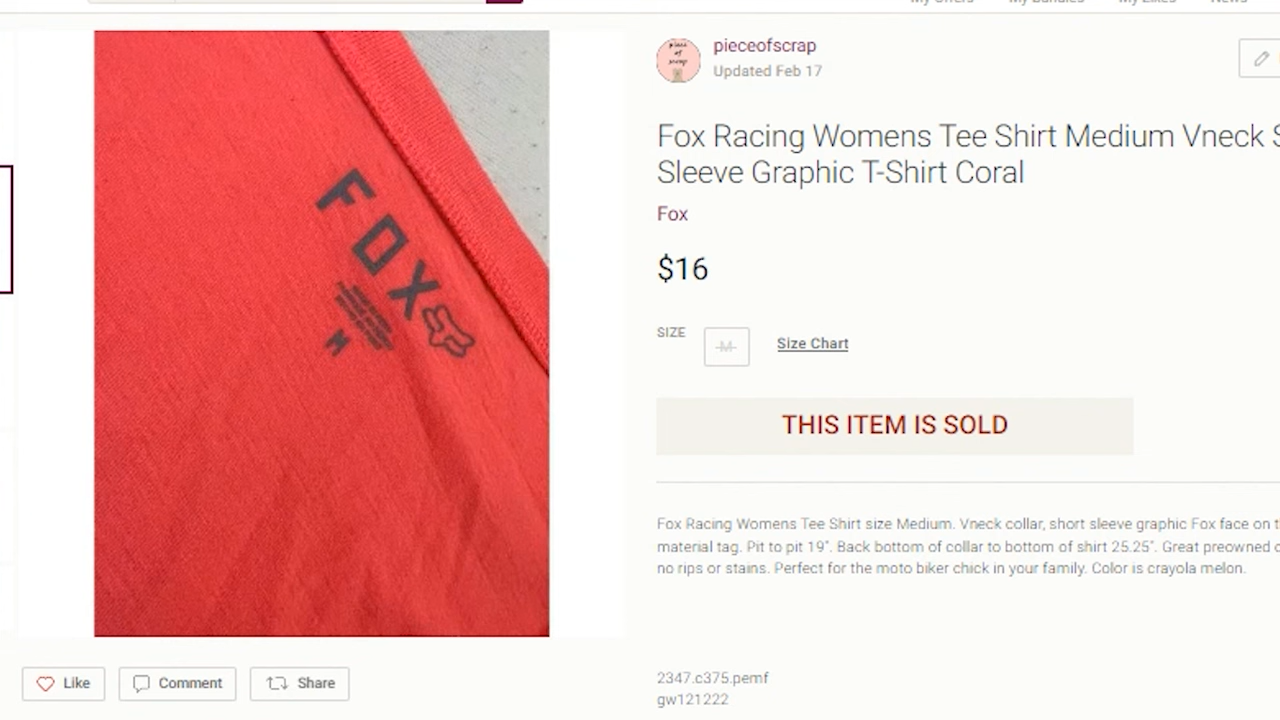 pieceofscrap
Updated Feb 17
Fox Racing Womens Tee Shirt Medium Vneck S
Sleeve Graphic T-Shirt Coral
Fox
$16
SIZE
M
Size Chart
THIS ITEM IS SOLD
Fox Racing Womens Tee Shirt size Medium. Vneck collar, short sleeve graphic Fox face on t
material tag. Pit to pit 19". Back bottom of collar to bottom of shirt 25.25". Great preowned c
no rips or stains. Perfect for the moto biker chick in your family. Color is crayola melon.
2347.c375.pemf
gw121222
FOX
M
Like
Comment
Share